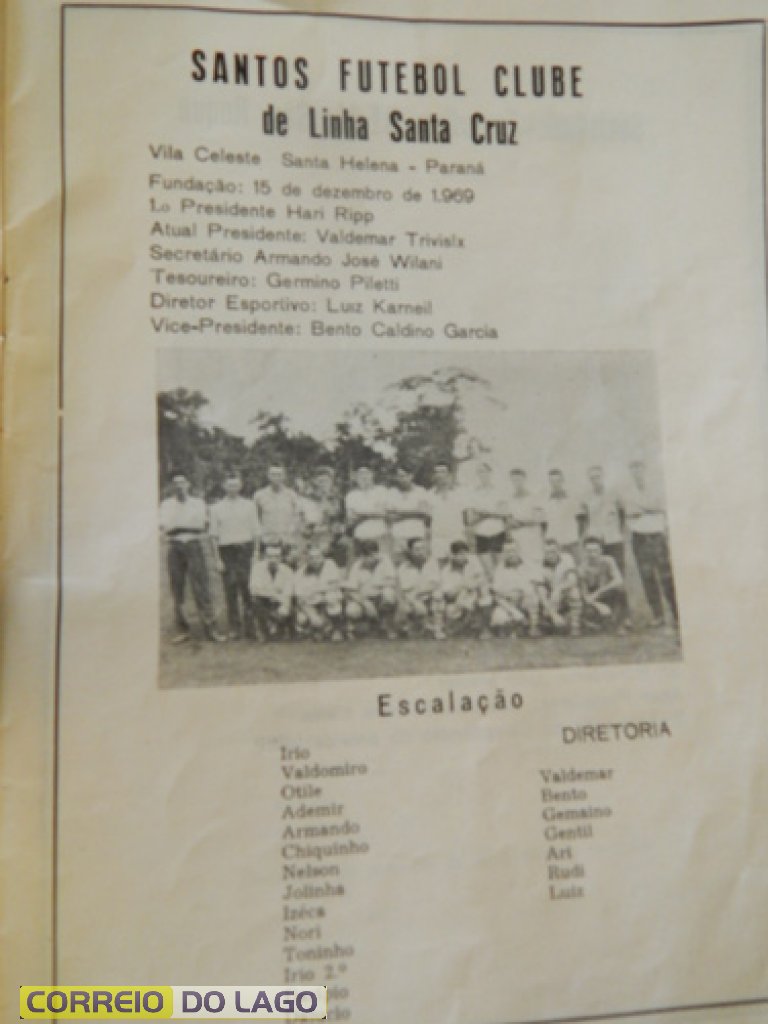 SANTOS FUTEBOL CLUBE
de Linha Santa Cruz
Vila Celeste Santa Helena - Paraná
Fundação: 15 de dezembro de 1.969
1.o Presidente Hari Ripp
Atual Presidente: Valdemar Trivislx
Secretário Armando José Wilani
Tesoureiro: Germino Piletti
Diretor Esportivo: Luiz Karneil
Vice-Presidente: Bento Caldino Garcia
Escalação
Irio
Valdomiro
Otile
Ademir
Armando
Chiquinho
Nelson
Jolinha
Izéca
Nori
Toninho
Irio 2.º
DIRETORIA
Valdemar
Bento
Gemaino
Gentil
Ari
Rudi
Luiz
CORREIO DO LAGO